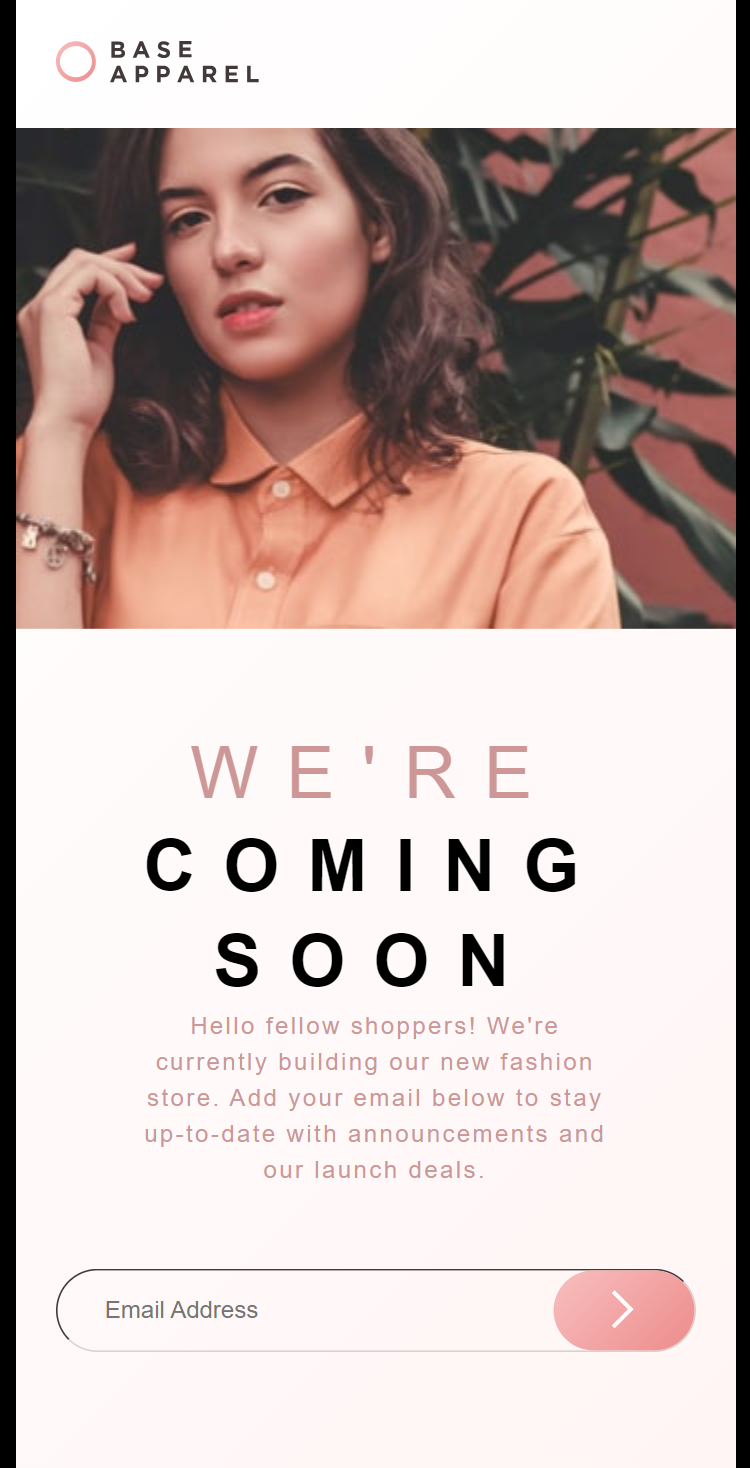 BASE
APPAREL
WE'RE
COMING
SOON
Hello fellow shoppers! We're
currently building our new fashion
store. Add your email below to stay
up-to-date with announcements and
our launch deals.
Email Address